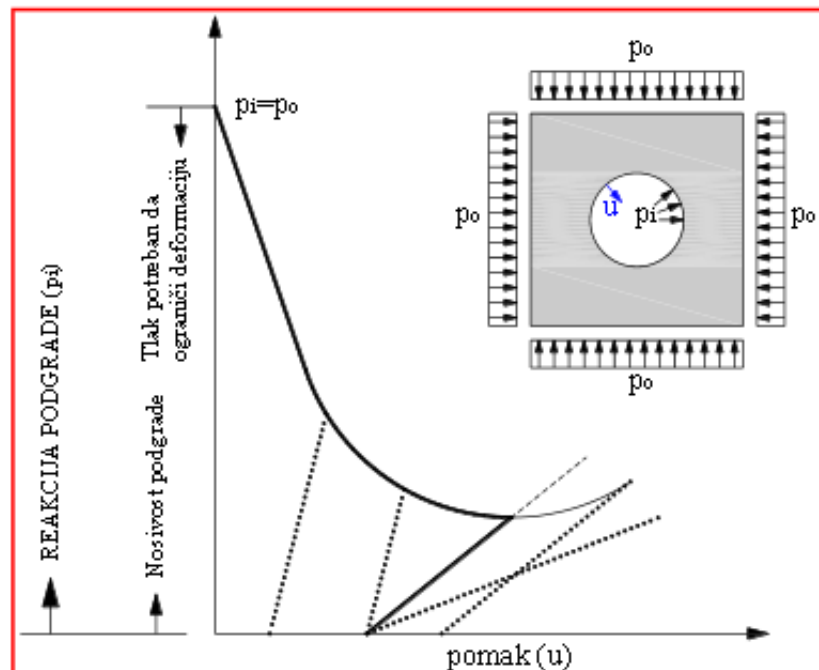 REAKCIJA PODGRADE (pi)
Nosivost podgrade
Tlak potreban da
ograniči deformaciju
pi=po
po
po
po
po
u
pi
pomak (u)